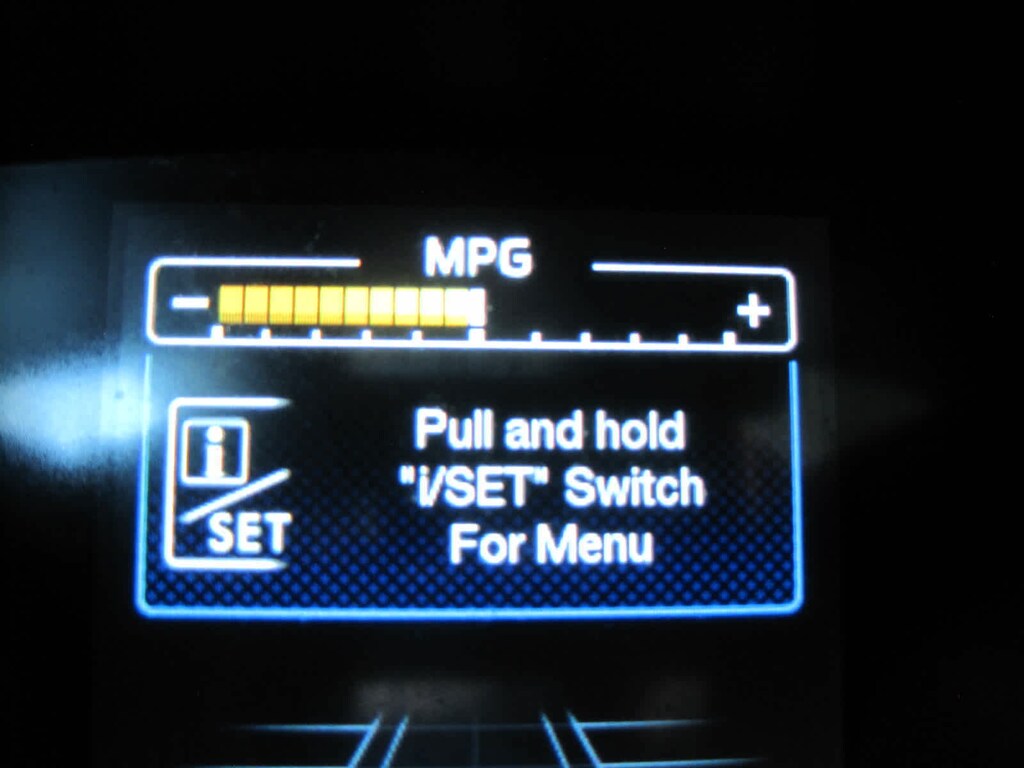 MPG
- +
i
SET
Pull and hold
"i/SET" Switch
For Menu